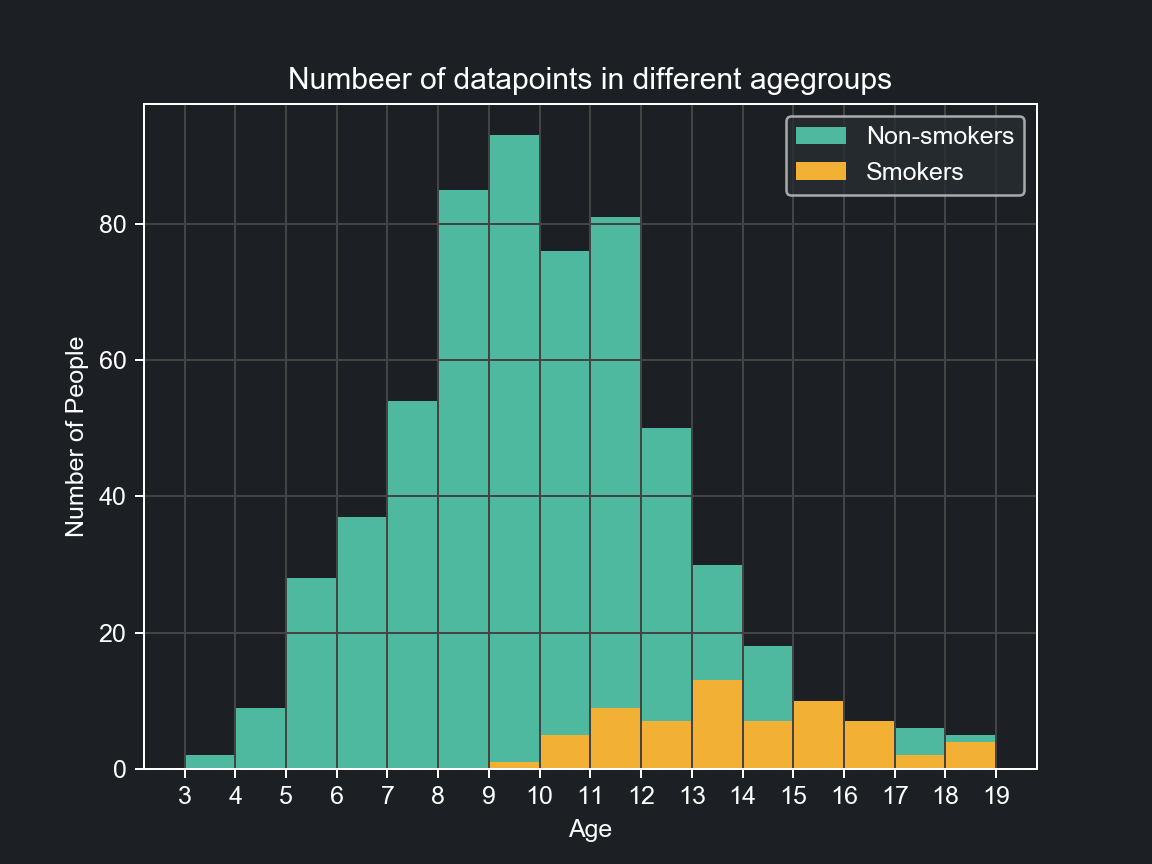 Numbeer of datapoints in different agegroups
Non-smokers
Smokers
Number of People
80
60
40
20
0
3 4 5 6 7 8 9 10 11 12 13 14 15 16 17 18 19
Age